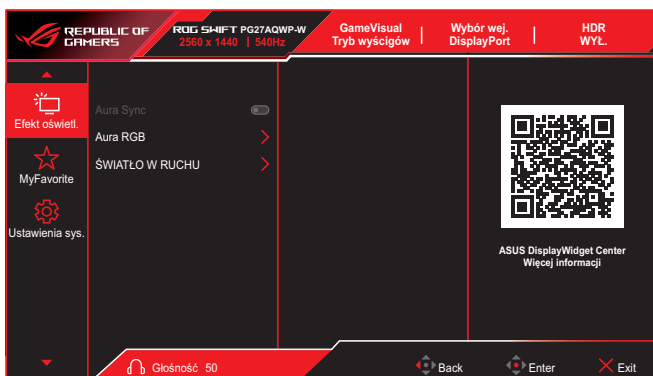 REPUBLIC OF
GAMERS
ROG SWIFT PG27AQWP-W
2560 x 1440 | 540Hz
GameVisual
Tryb wyścigów
Wybór wej.
DisplayPort
HDR
WYŁ.
Efekt oświetl.
MyFavorite
Ustawienia sys.
Aura Sync
Aura RGB
ŚWIATŁO W RUCHU
ASUS DisplayWidget Center
Więcej informacji
Głośność 50
Back
Enter
Exit